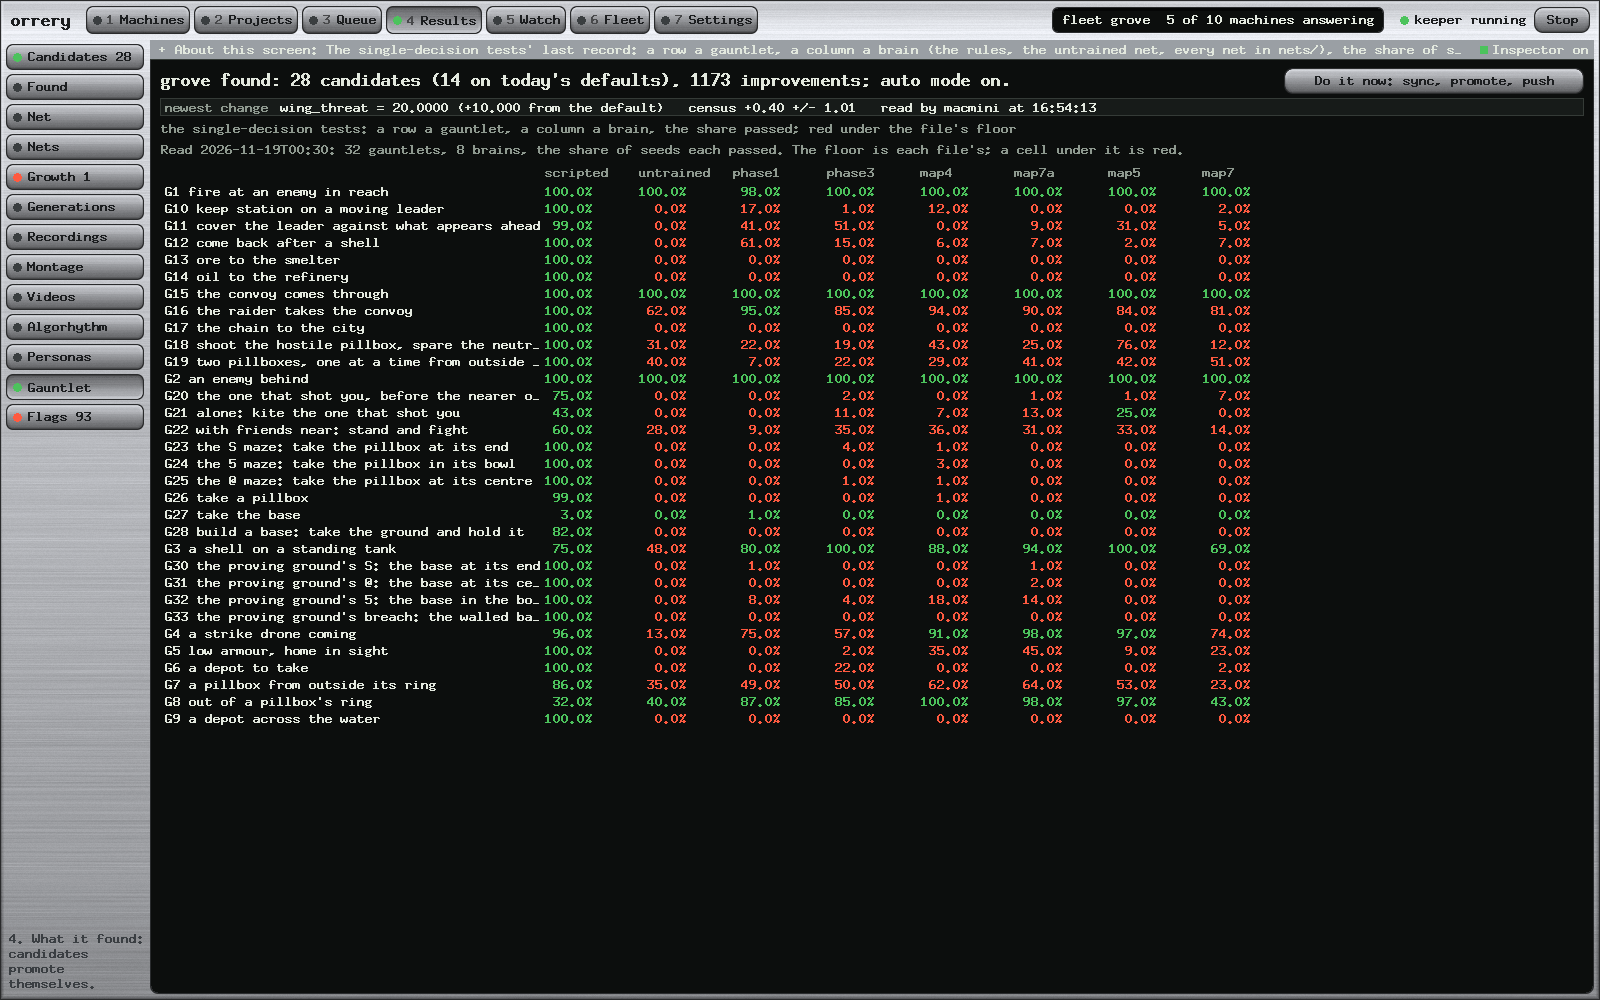 orrery 1 Machines 2 Projects 3 Queue 4 Results 5 Watch 6 Fleet 7 Settings fleet grove 5 of 10 machines answering keeper running Stop
+ About this screen: The single-decision tests' last record: a row a gauntlet, a column a brain (the rules, the untrained net, every net in nets/), the share of s_ Inspector on
Candidates 28
Found
Net
Nets
Growth 1
Generations
Recordings
Montage
Videos
Algorhythm
Personas
Gauntlet
Flags 93
4. What it found:
candidates
promote
themselves.
grove found: 28 candidates (14 on today's defaults), 1173 improvements; auto mode on. Do it now: sync, promote, push
newest change wing_threat = 20.0000 (+10.000 from the default) census +0.40 +/- 1.01 read by macmini at 16:54:13
the single-decision tests: a row a gauntlet, a column a brain, the share passed; red under the file's floor
Read 2026-11-19T00:30: 32 gauntlets, 8 brains, the share of seeds each passed. The floor is each file's; a cell under it is red.
scripted untrained phase1 phase3 map4 map7a map5 map7
G1 fire at an enemy in reach 100.0% 100.0% 98.0% 100.0% 100.0% 100.0% 100.0% 100.0%
G10 keep station on a moving leader 100.0% 0.0% 17.0% 1.0% 12.0% 0.0% 0.0% 2.0%
G11 cover the leader against what appears ahead 99.0% 0.0% 41.0% 51.0% 0.0% 9.0% 31.0% 5.0%
G12 come back after a shell 100.0% 0.0% 61.0% 15.0% 6.0% 7.0% 2.0% 7.0%
G13 ore to the smelter 100.0% 0.0% 0.0% 0.0% 0.0% 0.0% 0.0% 0.0%
G14 oil to the refinery 100.0% 0.0% 0.0% 0.0% 0.0% 0.0% 0.0% 0.0%
G15 the convoy comes through 100.0% 100.0% 100.0% 100.0% 100.0% 100.0% 100.0% 100.0%
G16 the raider takes the convoy 100.0% 62.0% 95.0% 85.0% 94.0% 90.0% 84.0% 81.0%
G17 the chain to the city 100.0% 0.0% 0.0% 0.0% 0.0% 0.0% 0.0% 0.0%
G18 shoot the hostile pillbox, spare the neutr_ 100.0% 31.0% 22.0% 19.0% 43.0% 25.0% 76.0% 12.0%
G19 two pillboxes, one at a time from outside _ 100.0% 40.0% 7.0% 22.0% 29.0% 41.0% 42.0% 51.0%
G2 an enemy behind 100.0% 100.0% 100.0% 100.0% 100.0% 100.0% 100.0% 100.0%
G20 the one that shot you, before the nearer o_ 75.0% 0.0% 0.0% 2.0% 0.0% 1.0% 1.0% 7.0%
G21 alone: kite the one that shot you 43.0% 0.0% 0.0% 11.0% 7.0% 13.0% 25.0% 0.0%
G22 with friends near: stand and fight 60.0% 28.0% 9.0% 35.0% 36.0% 31.0% 33.0% 14.0%
G23 the S maze: take the pillbox at its end 100.0% 0.0% 0.0% 4.0% 1.0% 0.0% 0.0% 0.0%
G24 the 5 maze: take the pillbox in its bowl 100.0% 0.0% 0.0% 0.0% 3.0% 0.0% 0.0% 0.0%
G25 the @ maze: take the pillbox at its centre 100.0% 0.0% 0.0% 1.0% 1.0% 0.0% 0.0% 0.0%
G26 take a pillbox 99.0% 0.0% 0.0% 0.0% 1.0% 0.0% 0.0% 0.0%
G27 take the base 3.0% 0.0% 1.0% 0.0% 0.0% 0.0% 0.0% 0.0%
G28 build a base: take the ground and hold it 82.0% 0.0% 0.0% 0.0% 0.0% 0.0% 0.0% 0.0%
G3 a shell on a standing tank 75.0% 48.0% 80.0% 100.0% 88.0% 94.0% 100.0% 69.0%
G30 the proving ground's S: the base at its end 100.0% 0.0% 1.0% 0.0% 0.0% 1.0% 0.0% 0.0%
G31 the proving ground's @: the base at its ce_ 100.0% 0.0% 0.0% 0.0% 0.0% 2.0% 0.0% 0.0%
G32 the proving ground's 5: the base in the bo_ 100.0% 0.0% 8.0% 4.0% 18.0% 14.0% 0.0% 0.0%
G33 the proving ground's breach: the walled ba_ 100.0% 0.0% 0.0% 0.0% 0.0% 0.0% 0.0% 0.0%
G4 a strike drone coming 96.0% 13.0% 75.0% 57.0% 91.0% 98.0% 97.0% 74.0%
G5 low armour, home in sight 100.0% 0.0% 0.0% 2.0% 35.0% 45.0% 9.0% 23.0%
G6 a depot to take 100.0% 0.0% 0.0% 22.0% 0.0% 0.0% 0.0% 2.0%
G7 a pillbox from outside its ring 86.0% 35.0% 49.0% 50.0% 62.0% 64.0% 53.0% 23.0%
G8 out of a pillbox's ring 32.0% 40.0% 87.0% 85.0% 100.0% 98.0% 97.0% 43.0%
G9 a depot across the water 100.0% 0.0% 0.0% 0.0% 0.0% 0.0% 0.0% 0.0%